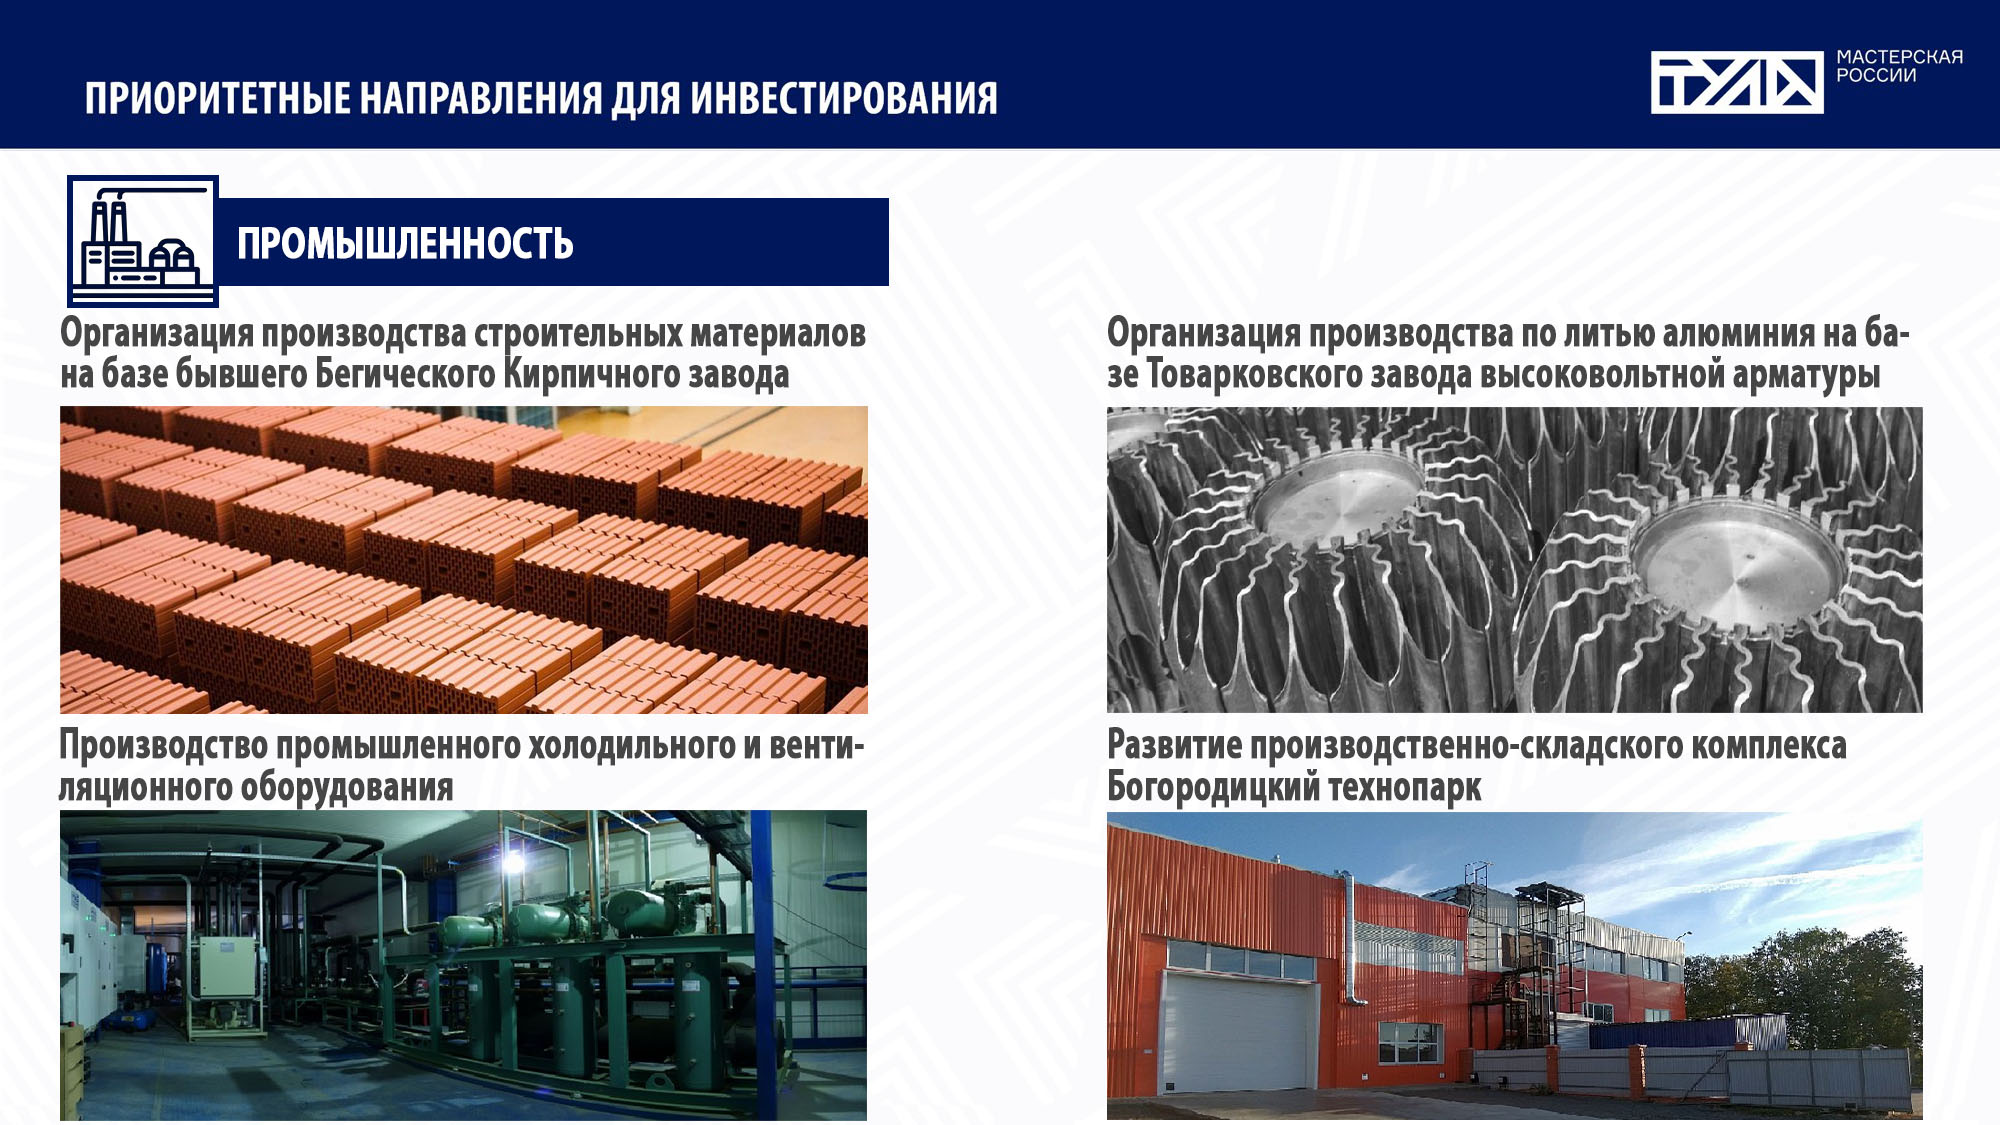 ПРИОРИТЕТНЫЕ НАПРАВЛЕНИЯ ДЛЯ ИНВЕСТИРОВАНИЯ
ТУЛА
МАСТЕРСКАЯ
РОССИИ
ПРОМЫШЛЕННОСТЬ
Организация производства строительных материалов
на базе бывшего Бегического Кирпичного завода
Организация производства по литью алюминия на ба-
зе Товарковского завода высоковольтной арматуры
Производство промышленного холодильного и венти-
ляционного оборудования
Развитие производственно-складского комплекса
Богородицкий технопарк